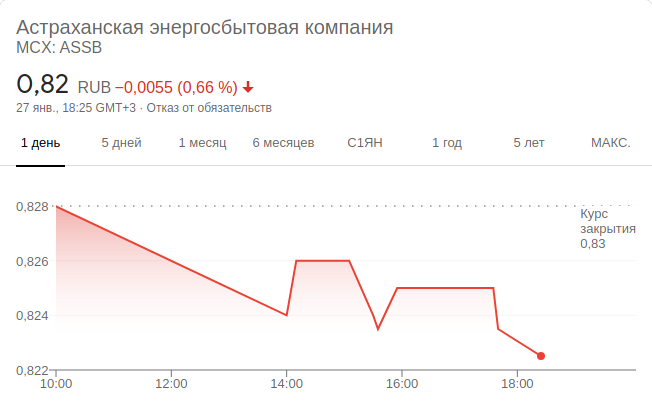 Астраханская энергосбытовая компания
MCX: ASSB
0,82 RUB −0,0055 (0,66 %)
27 янв., 18:25 GMT+3 · Отказ от обязательств
1 день 5 дней 1 месяц 6 месяцев С1ЯН 1 год 5 лет МАКС.
0,828
Курс
закрытия
0,83
0,826
0,824
0,822
10:00 12:00 14:00 16:00 18:00